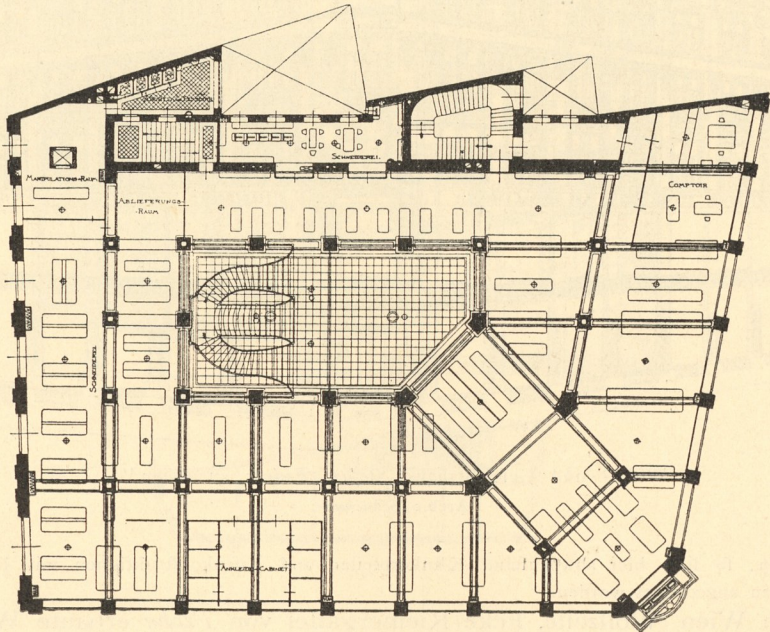 SCHNEIDEREI.
MANIPULATIONS-RAUM
ABLIEFERUNGS-
-RAUM
COMPTOIR
SCHNEIDEREI
ANKLEIDE-CABINET